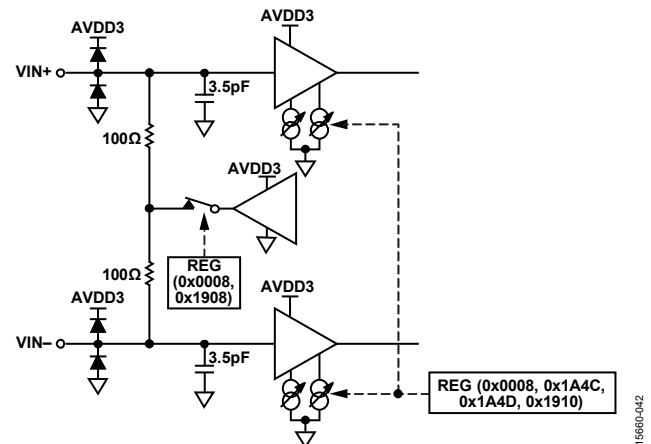 AVDD3
AVDD3
VIN+
3.5pF
100Ω
AVDD3
REG
(0x0008,
0x1908)
100Ω
AVDD3
AVDD3
VIN–
3.5pF
REG (0x0008, 0x1A4C,
0x1A4D, 0x1910)
15660-042